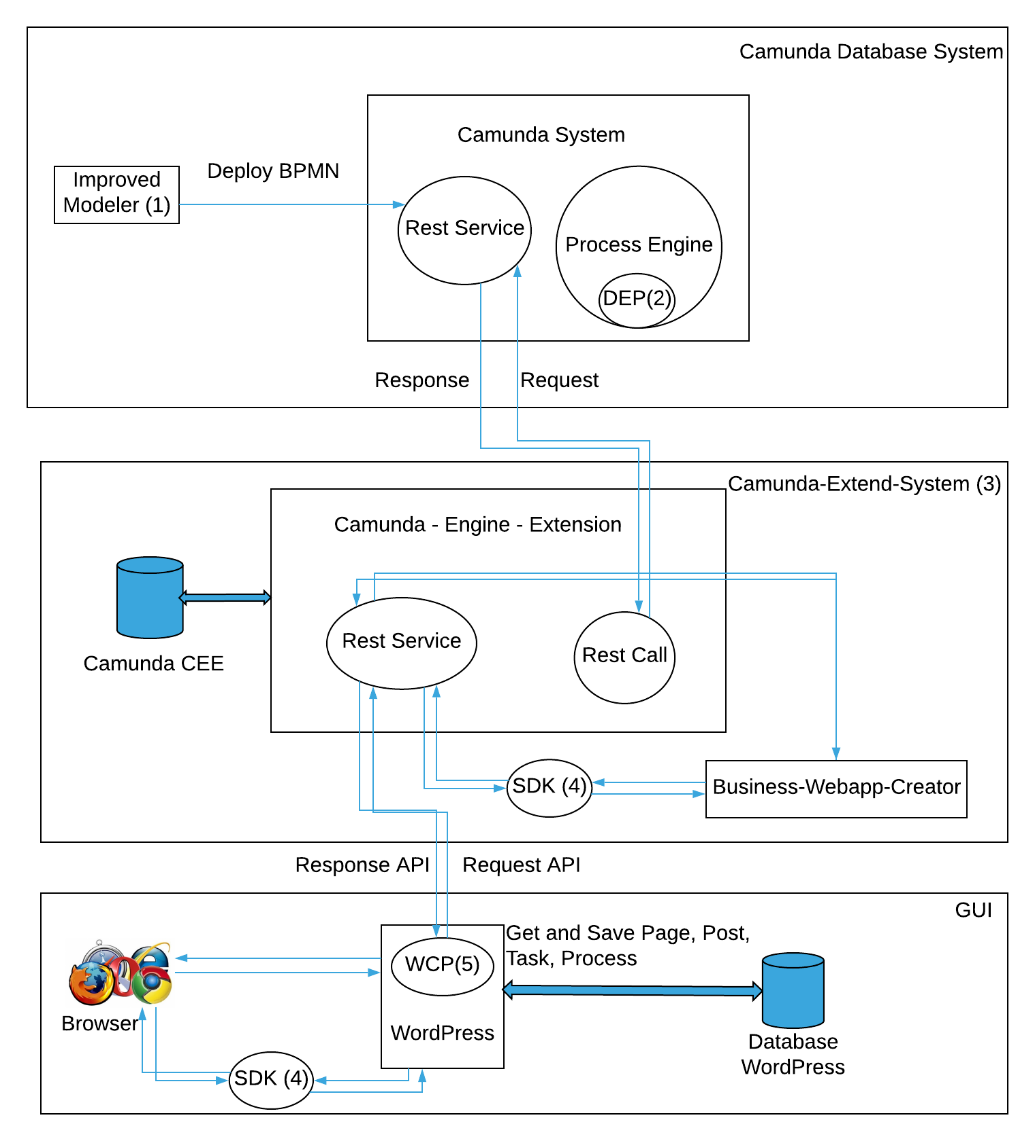 Camunda Database System
Camunda System
Improved
Modeler (1)
Deploy BPMN
Rest Service
Process Engine
DEP(2)
Response
Request
Camunda-Extend-System (3)
Camunda - Engine - Extension
Camunda CEE
Rest Service
Rest Call
SDK (4)
Business-Webapp-Creator
Response API
Request API
GUI
Get and Save Page, Post,
Task, Process
WCP(5)
WordPress
Browser
Database
WordPress
SDK (4)